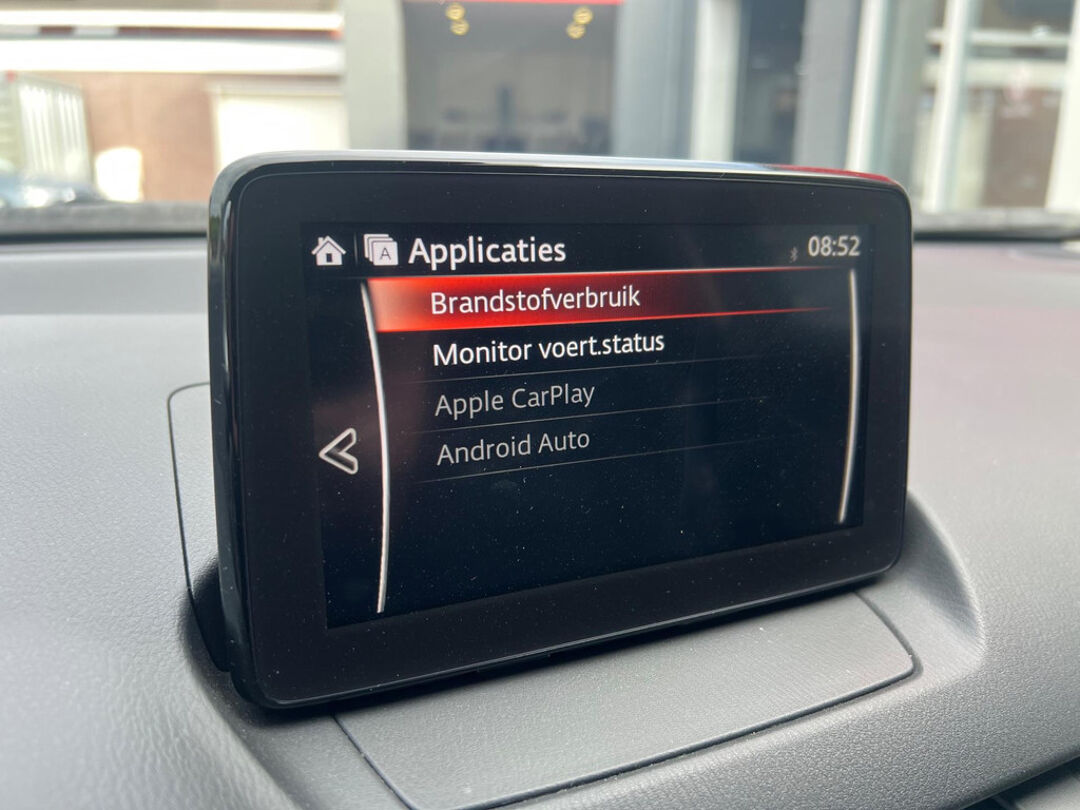 A Applicaties 08:52
Brandstofverbruik
Monitor voert.status
Apple CarPlay
Android Auto